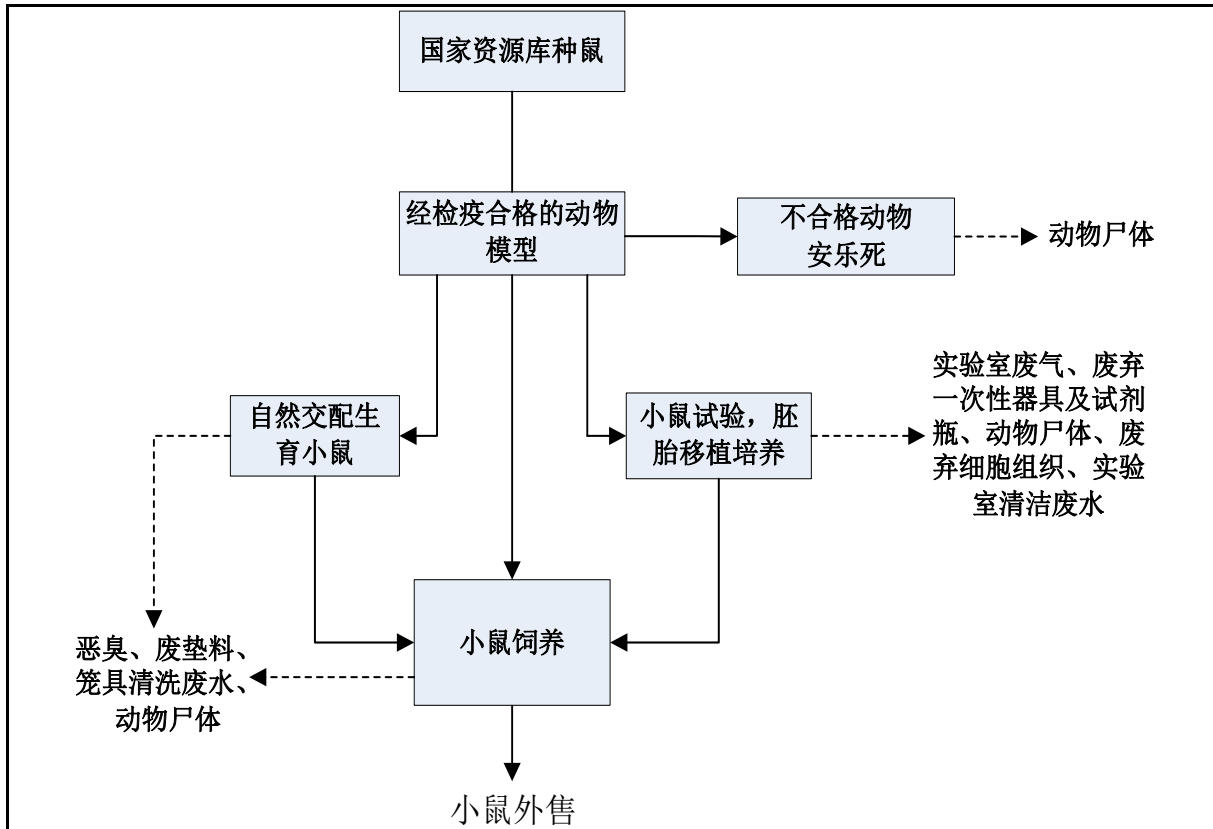 国家资源库种鼠
经检疫合格的动物
模型
不合格动物
安乐死
动物尸体
自然交配生
育小鼠
小鼠试验，胚
胎移植培养
实验室废气、废弃
一次性器具及试剂
瓶、动物尸体、废
弃细胞组织、实验
室清洁废水
小鼠饲养
恶臭、废垫料、
笼具清洗废水、
动物尸体
小鼠外售